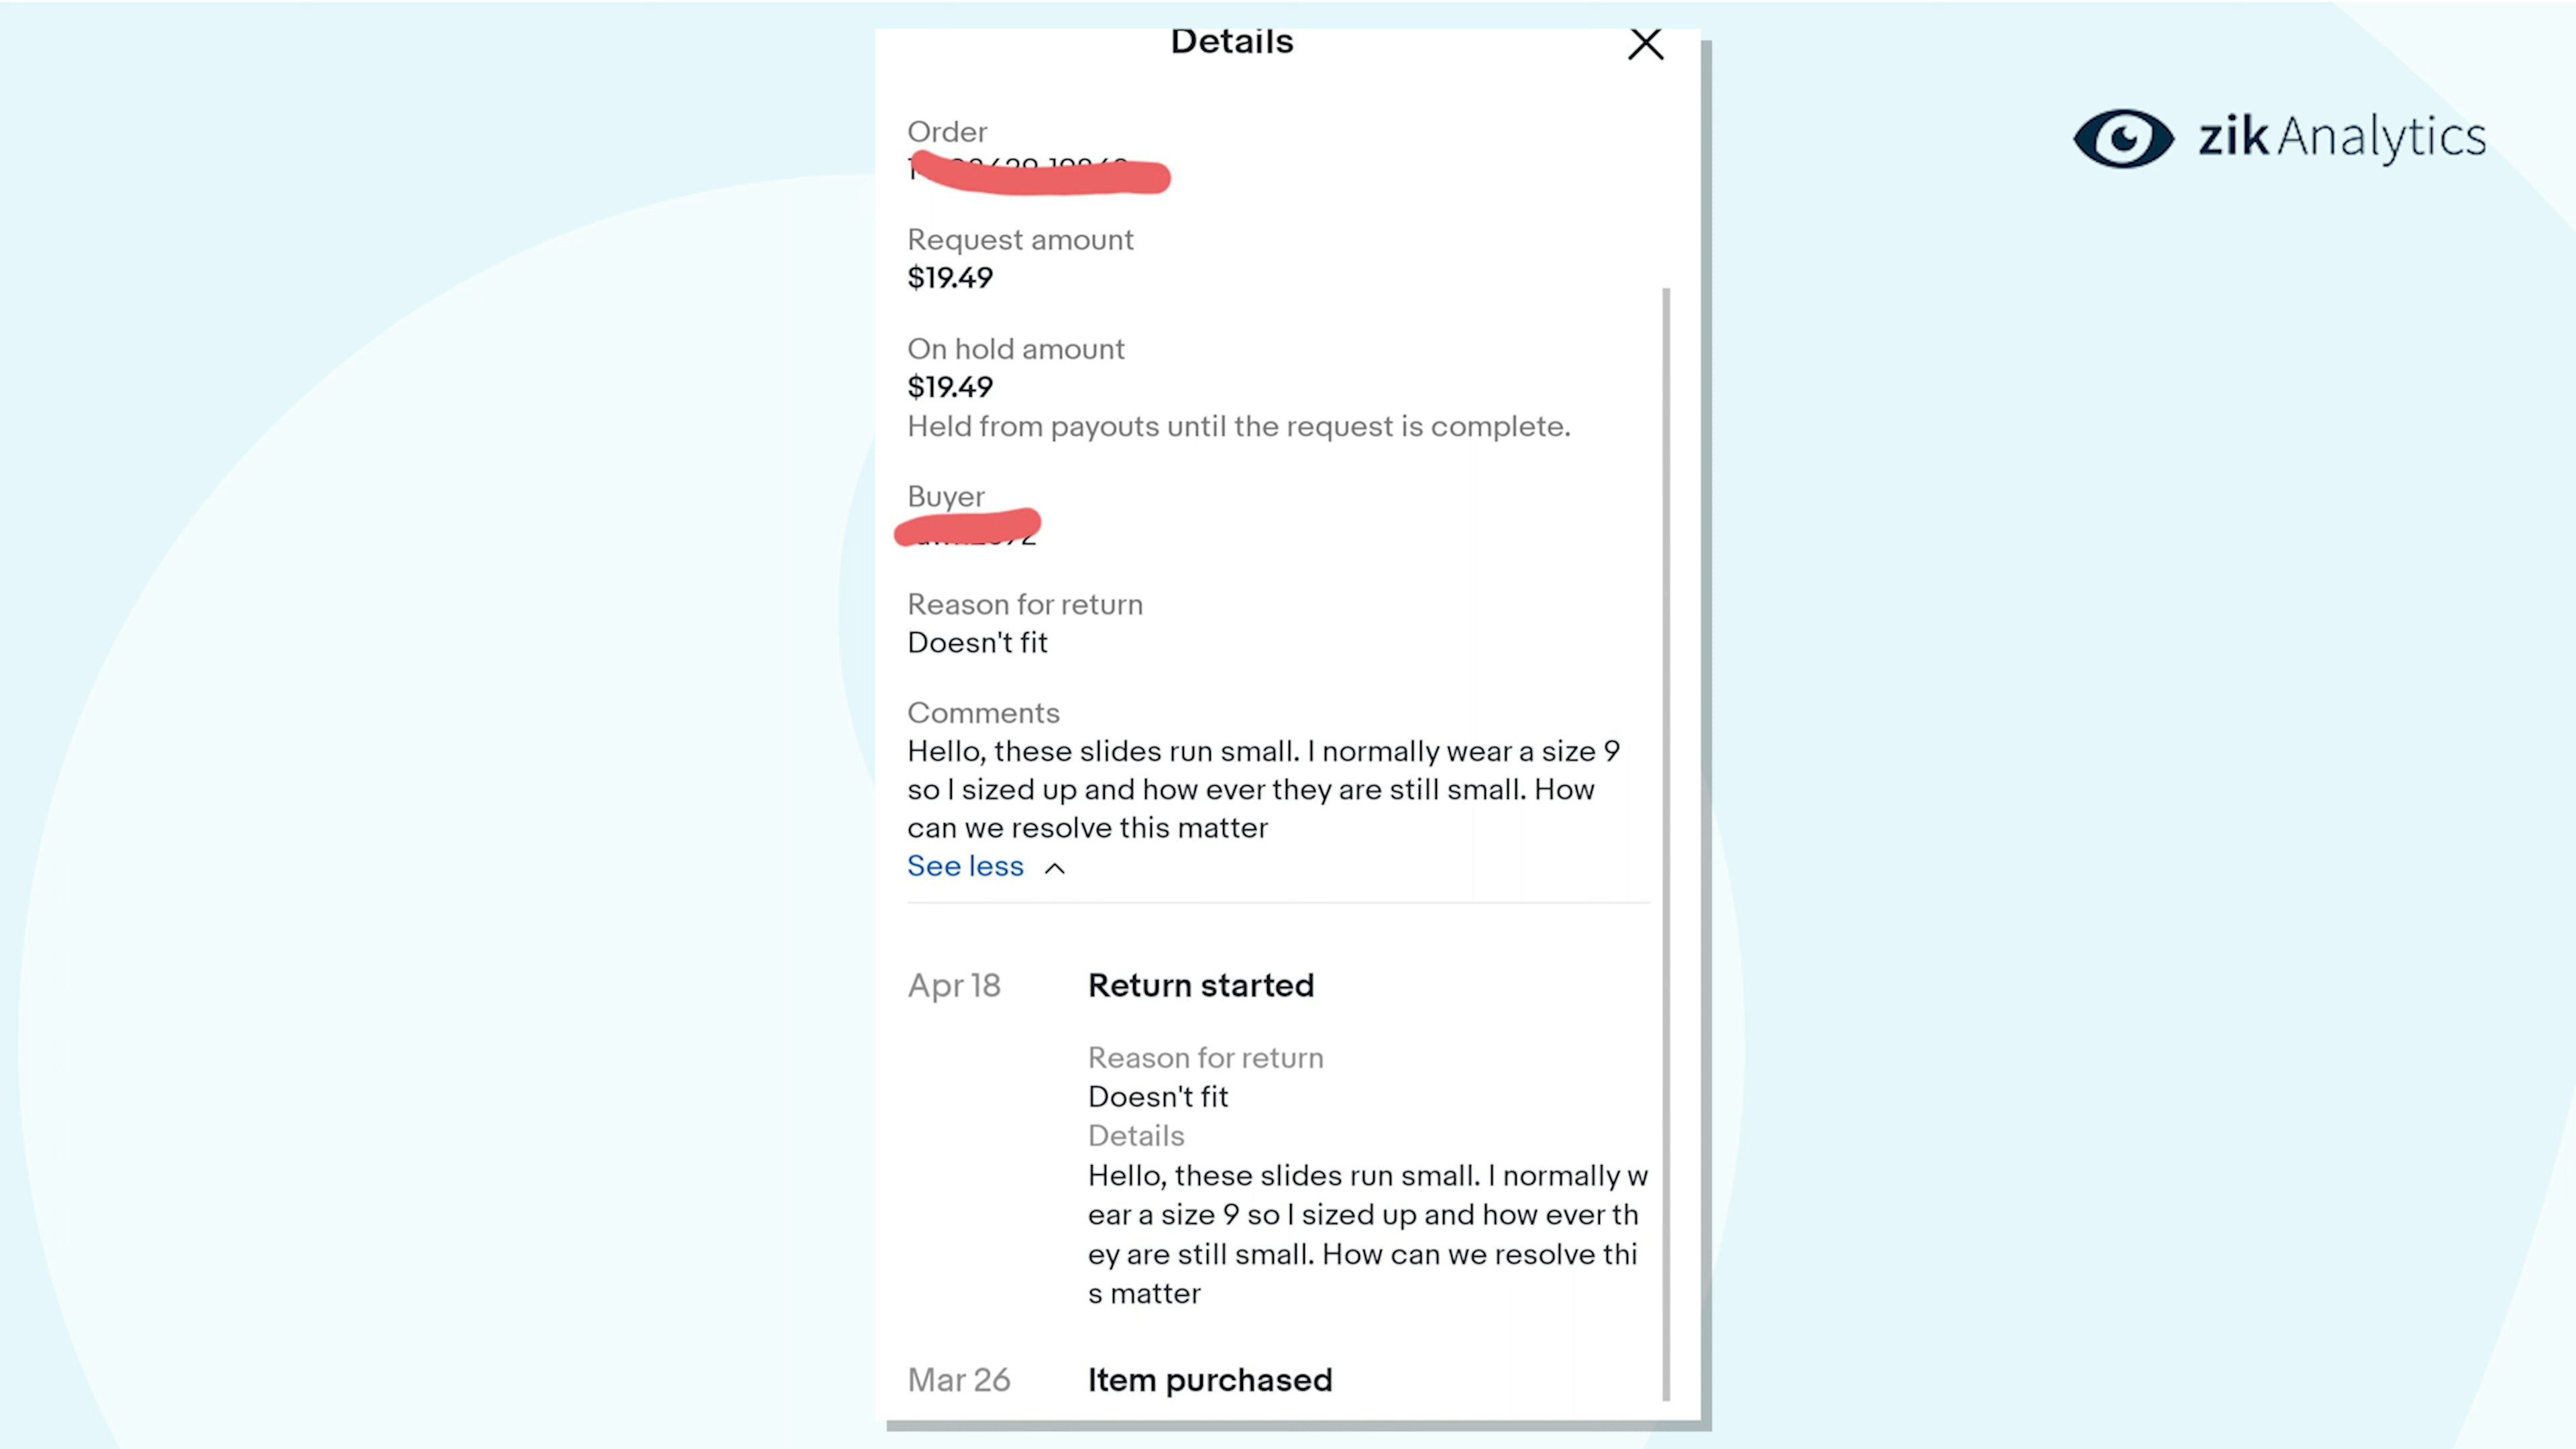 Details
zikAnalytics
Order
Request amount
$19.49
On hold amount
$19.49
Held from payouts until the request is complete.
Buyer
Reason for return
Doesn't fit
Comments
Hello, these slides run small. I normally wear a size 9
so I sized up and how ever they are still small. How
can we resolve this matter
See less
Apr 18 Return started
Reason for return
Doesn't fit
Details
Hello, these slides run small. I normally w
ear a size 9 so I sized up and how ever th
ey are still small. How can we resolve thi
s matter
Mar 26 Item purchased